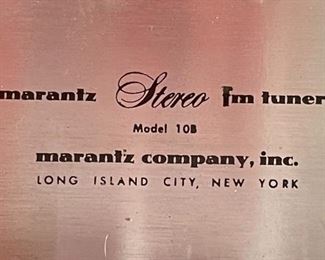 marantz Stereo fm tuner
Model 10B
marantz company, inc.
LONG ISLAND CITY, NEW YORK